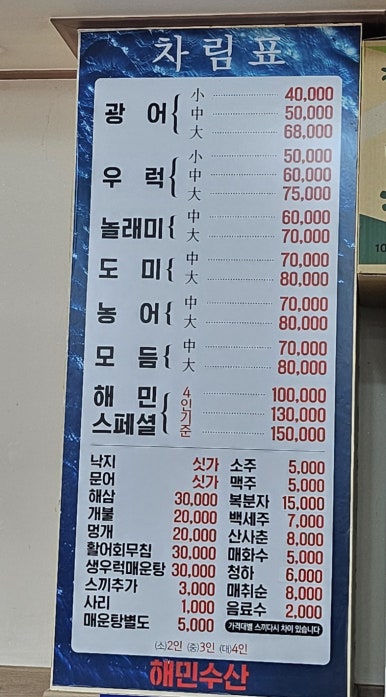 차림표
광어 { 小 40,000
中 50,000
大 68,000
우럭 { 小 50,000
中 60,000
大 75,000
놀래미 { 中 60,000
大 70,000
도미 { 中 70,000
大 80,000
농어 { 中 70,000
大 80,000
모듬 { 中 70,000
大 80,000
해민스페셜 { 4인기준 100,000
130,000
150,000
낙지 싯가
문어 싯가
해삼 30,000
개불 20,000
멍개 20,000
활어회무침 30,000
생우럭매운탕 30,000
스끼추가 3,000
사리 1,000
매운탕별도 5,000
소주 5,000
맥주 5,000
복분자 15,000
백세주 7,000
산사춘 8,000
매화수 5,000
청하 6,000
매취순 8,000
음료수 2,000
가격대별 스끼다시 차이 있습니다
(소)2인 (중)3인 (대)4인
해민수산